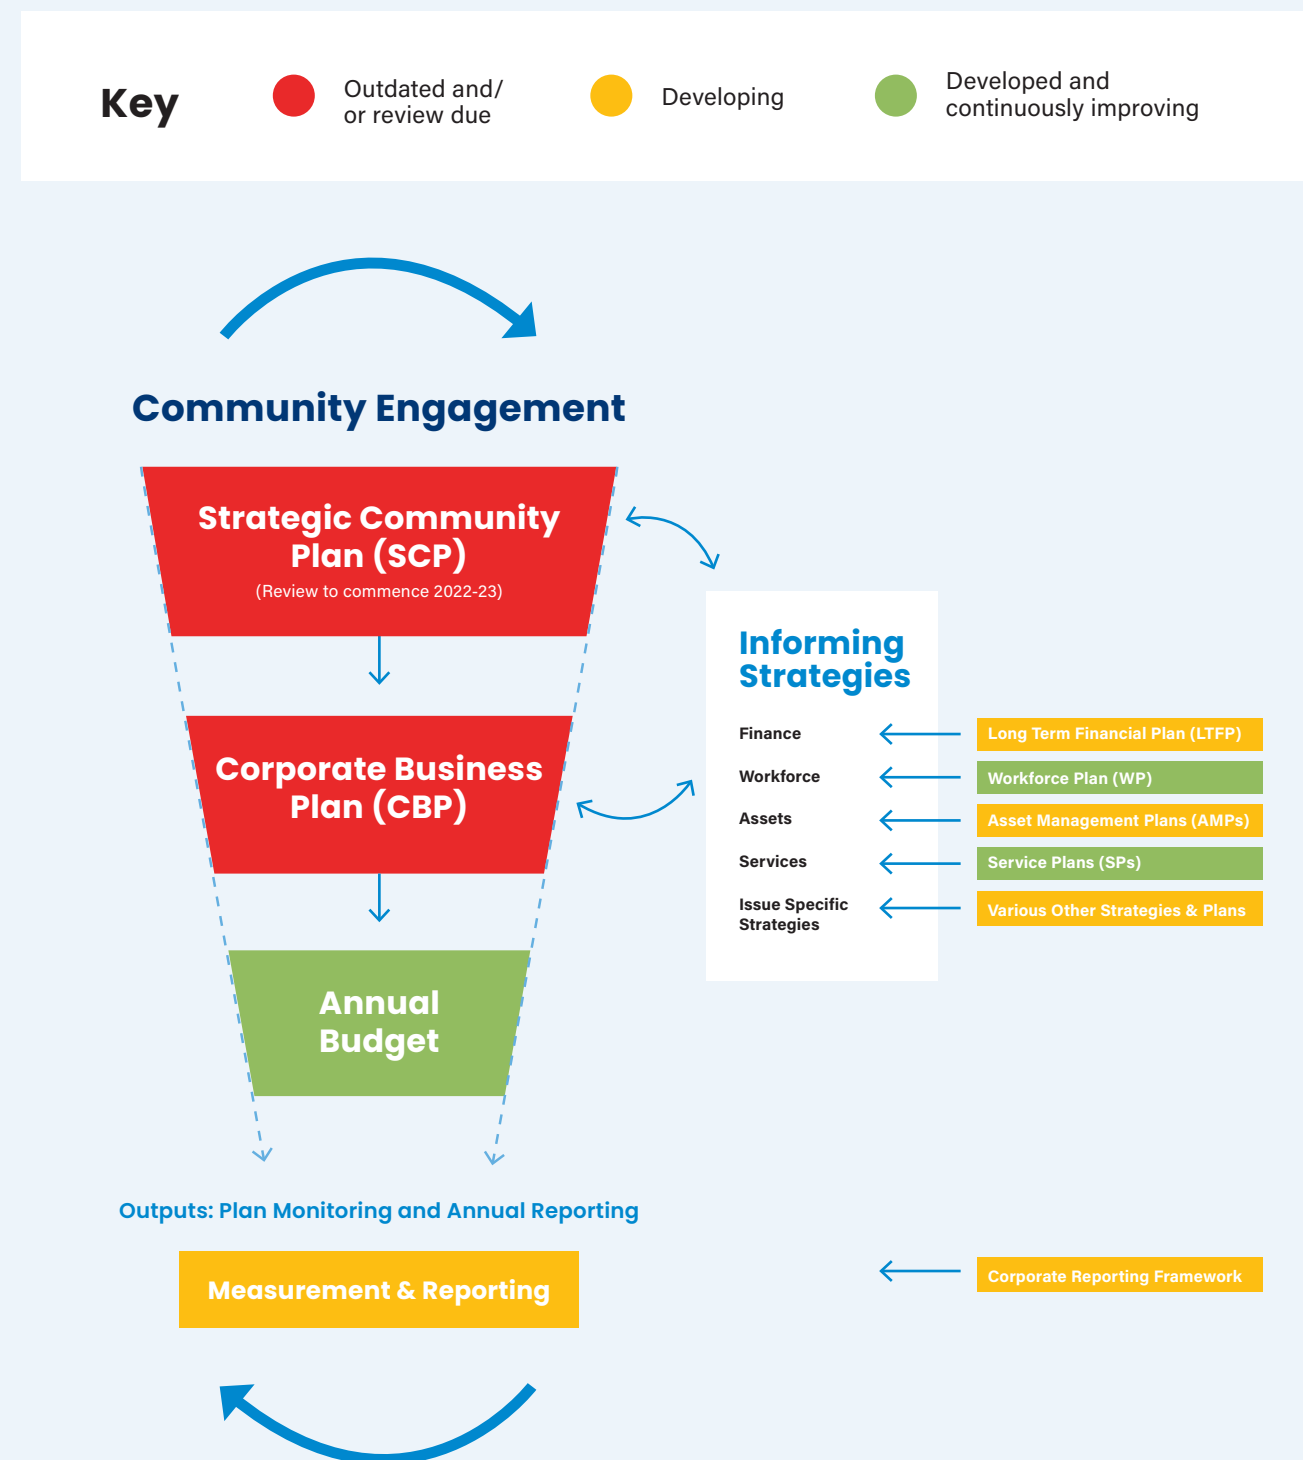 Key
Outdated and/
or review due
Developing
Developed and
continuously improving
Community Engagement
Strategic Community
Plan (SCP)
(Review to commence 2022-23)
Corporate Business
Plan (CBP)
Annual
Budget
Informing
Strategies
Finance
Long Term Financial Plan (LTFP)
Workforce
Workforce Plan (WP)
Assets
Asset Management Plans (AMPs)
Services
Service Plans (SPs)
Issue Specific
Strategies
Various Other Strategies & Plans
Outputs: Plan Monitoring and Annual Reporting
Measurement & Reporting
Corporate Reporting Framework